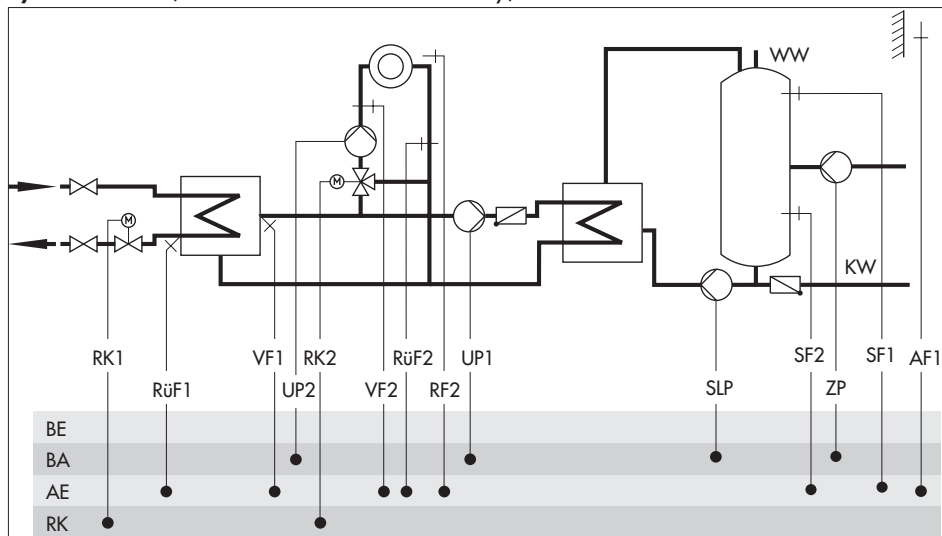 WW
M
M
KW
RK1 VF1 RK2 RüF2 UP1 SF2 SF1 AF1
RüF1 UP2 VF2 RF2 SLP ZP
BE
BA
AE
RK